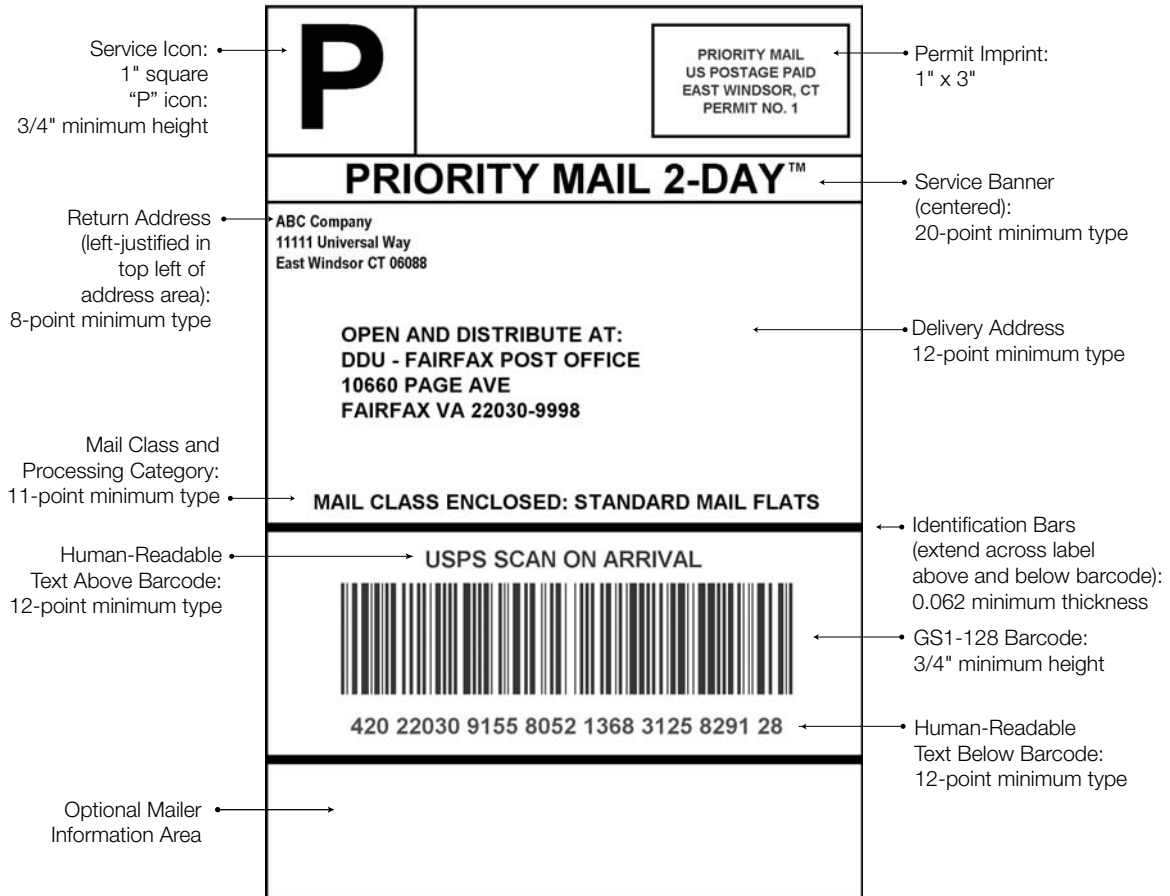 Service Icon:
1" square
“P” icon:
3/4" minimum height
P
PRIORITY MAIL
US POSTAGE PAID
EAST WINDSOR, CT
PERMIT NO. 1
Permit Imprint:
1" x 3"
PRIORITY MAIL 2-DAY™
Service Banner
(centered):
20-point minimum type
Return Address
(left-justified in
top left of
address area):
8-point minimum type
ABC Company
11111 Universal Way
East Windsor CT 06088
OPEN AND DISTRIBUTE AT:
DDU - FAIRFAX POST OFFICE
10660 PAGE AVE
FAIRFAX VA 22030-9998
Delivery Address
12-point minimum type
Mail Class and
Processing Category:
11-point minimum type
MAIL CLASS ENCLOSED: STANDARD MAIL FLATS
Identification Bars
(extend across label
above and below barcode):
0.062 minimum thickness
Human-Readable
Text Above Barcode:
12-point minimum type
USPS SCAN ON ARRIVAL
GS1-128 Barcode:
3/4" minimum height
420 22030 9155 8052 1368 3125 8291 28
Human-Readable
Text Below Barcode:
12-point minimum type
Optional Mailer
Information Area